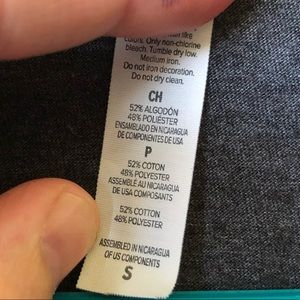 colors. Only non-chlorine
bleach. Tumble dry low.
Medium iron.
Do not iron decoration.
Do not dry clean.
CH
52% ALGODÓN
48% POLIÉSTER
ENSAMBLADO EN NICARAGUA
DE COMPONENTES DE USA
P
52% COTON
48% POLYESTER
ASSEMBLÉ AU NICARAGUA
DE USA COMPOSANTS
52% COTTON
48% POLYESTER
ASSEMBLED IN NICARAGUA
OF US COMPONENTS
S